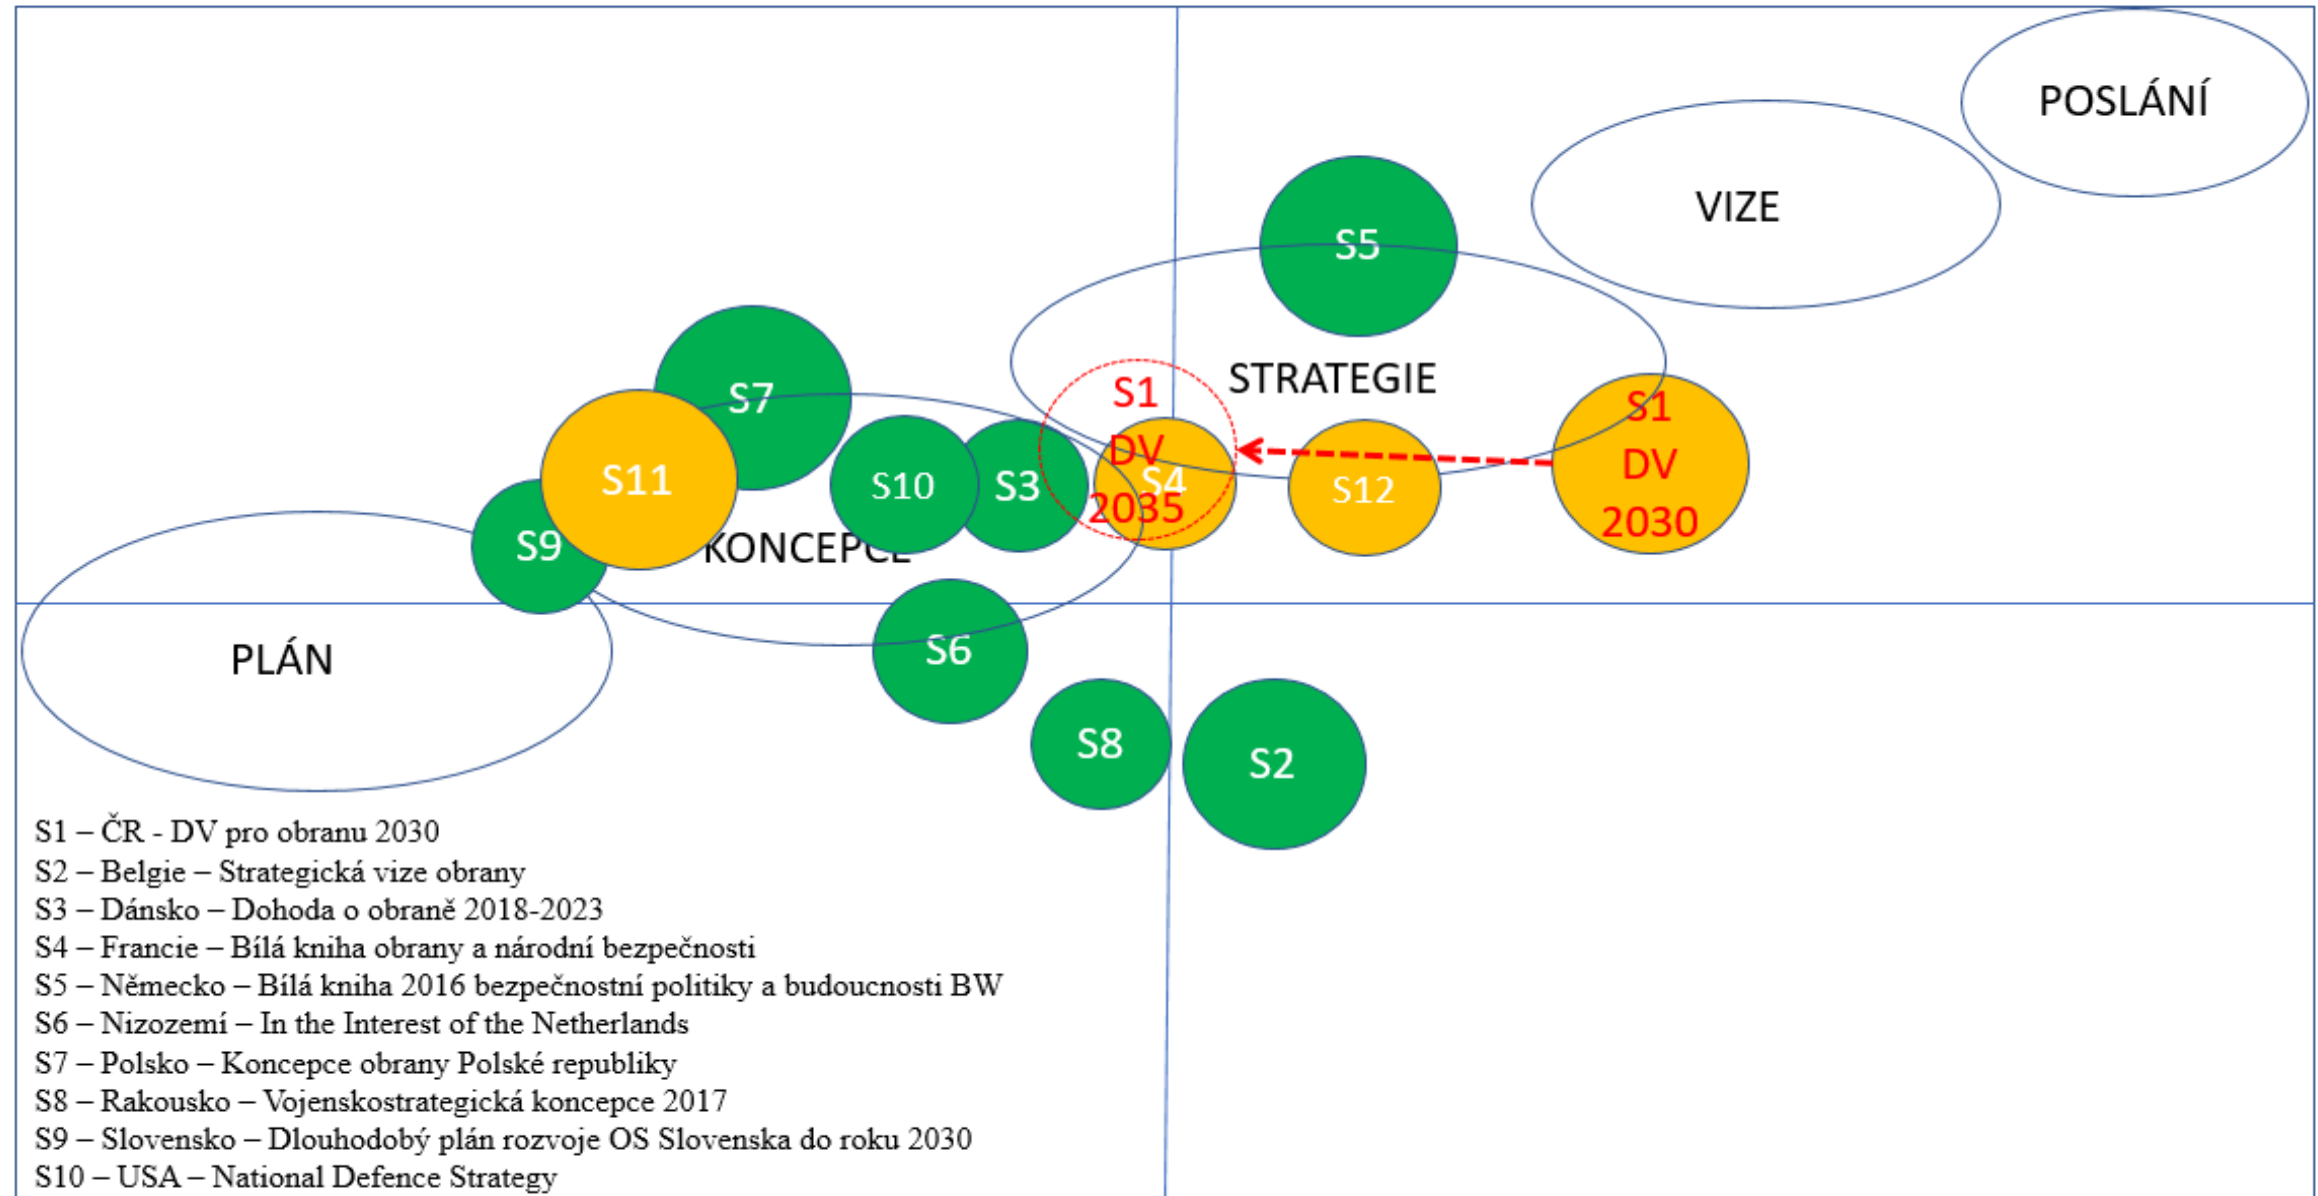 POSLÁNÍ
VIZE
S5
STRATEGIE
S7
S1
DV
2035
S1
DV
2030
S11
S10
S3
S4
S12
S9
KONCEPCE
PLÁN
S6
S8
S2
S1 – ČR - DV pro obranu 2030
S2 – Belgie – Strategická vize obrany
S3 – Dánsko – Dohoda o obraně 2018-2023
S4 – Francie – Bílá kniha obrany a národní bezpečnosti
S5 – Německo – Bílá kniha 2016 bezpečnostní politiky a budoucnosti BW
S6 – Nizozemí – In the Interest of the Netherlands
S7 – Polsko – Koncepce obrany Polské republiky
S8 – Rakousko – Vojenskostrategická koncepce 2017
S9 – Slovensko – Dlouhodobý plán rozvoje OS Slovenska do roku 2030
S10 – USA – National Defence Strategy